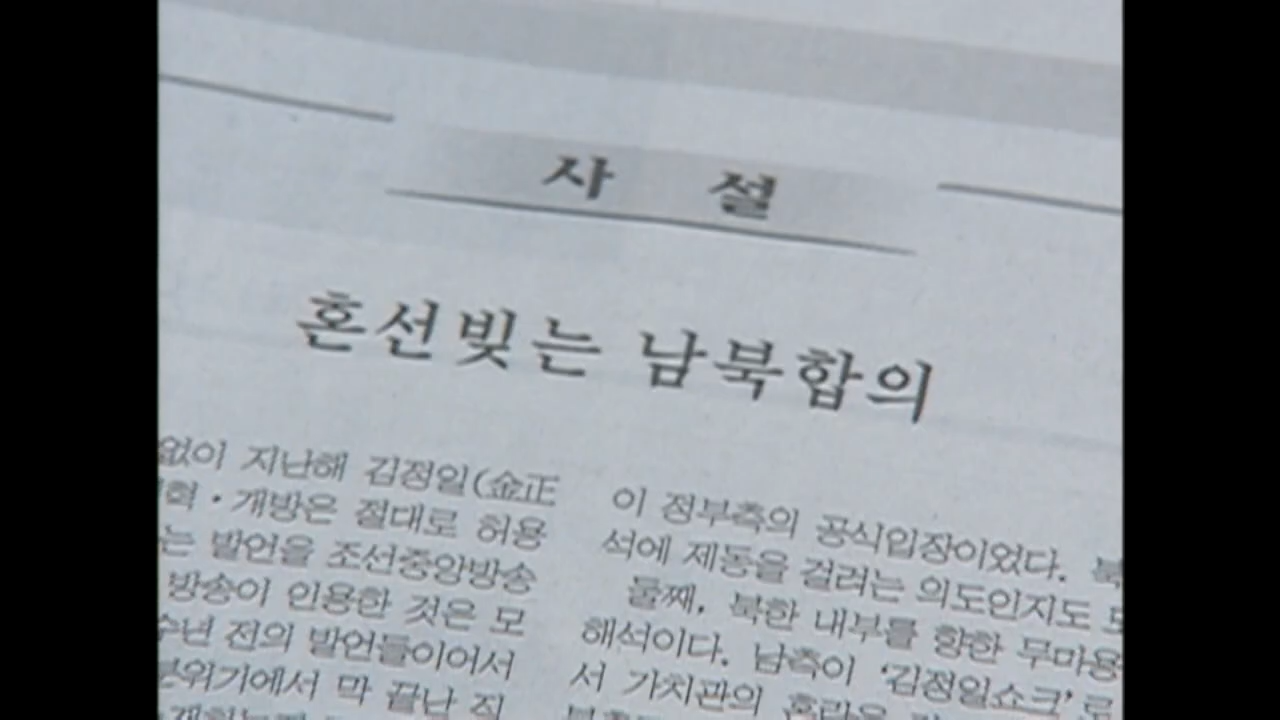 사 설
혼선빚는 남북합의
없이 지난해 김정일(金正
혁·개방은 절대로 허용
는 발언을 조선중앙방송
방송이 인용한 것은 모
수년 전의 발언들이어서
분위기에서 막 끝난 직
이 정부측의 공식입장이었다. 북
석에 제동을 걸려는 의도인지도 모
둘째, 북한 내부를 향한 무마용
해석이다. 남측이 ‘김정일쇼크’로
서 가치관의 혼란을